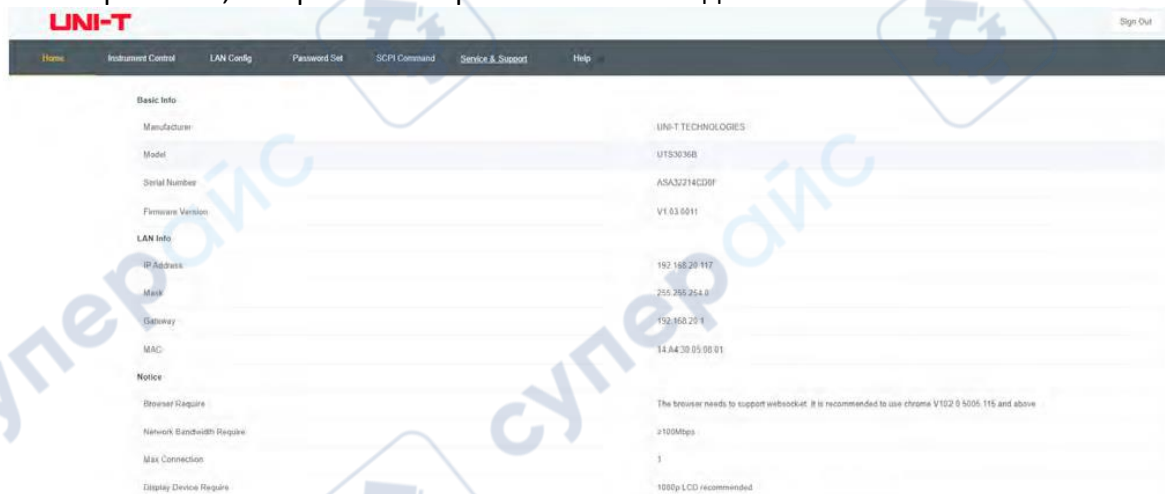 UNI-T
Sign Out
Home Instrument Control LAN Config Password Set SCPI Command Service & Support Help
Basic Info
Manufacturer UNI-T TECHNOLOGIES
Model UTS3036B
Serial Number
Firmware Version V1.03.0011
LAN Info
IP Address 192.168.20.117
Mask 255.255.254.0
Gateway 192.168.20.1
MAC 14:A4:30:05:08:01
Notice
Browser Require The browser needs to support websocket. It is recommended to use chrome V102.0.5005.115 and above
Network Bandwidth Require ≥100Mbps
Max Connection
Display Device Require 1080p LCD recommended
суперайс
суперайс